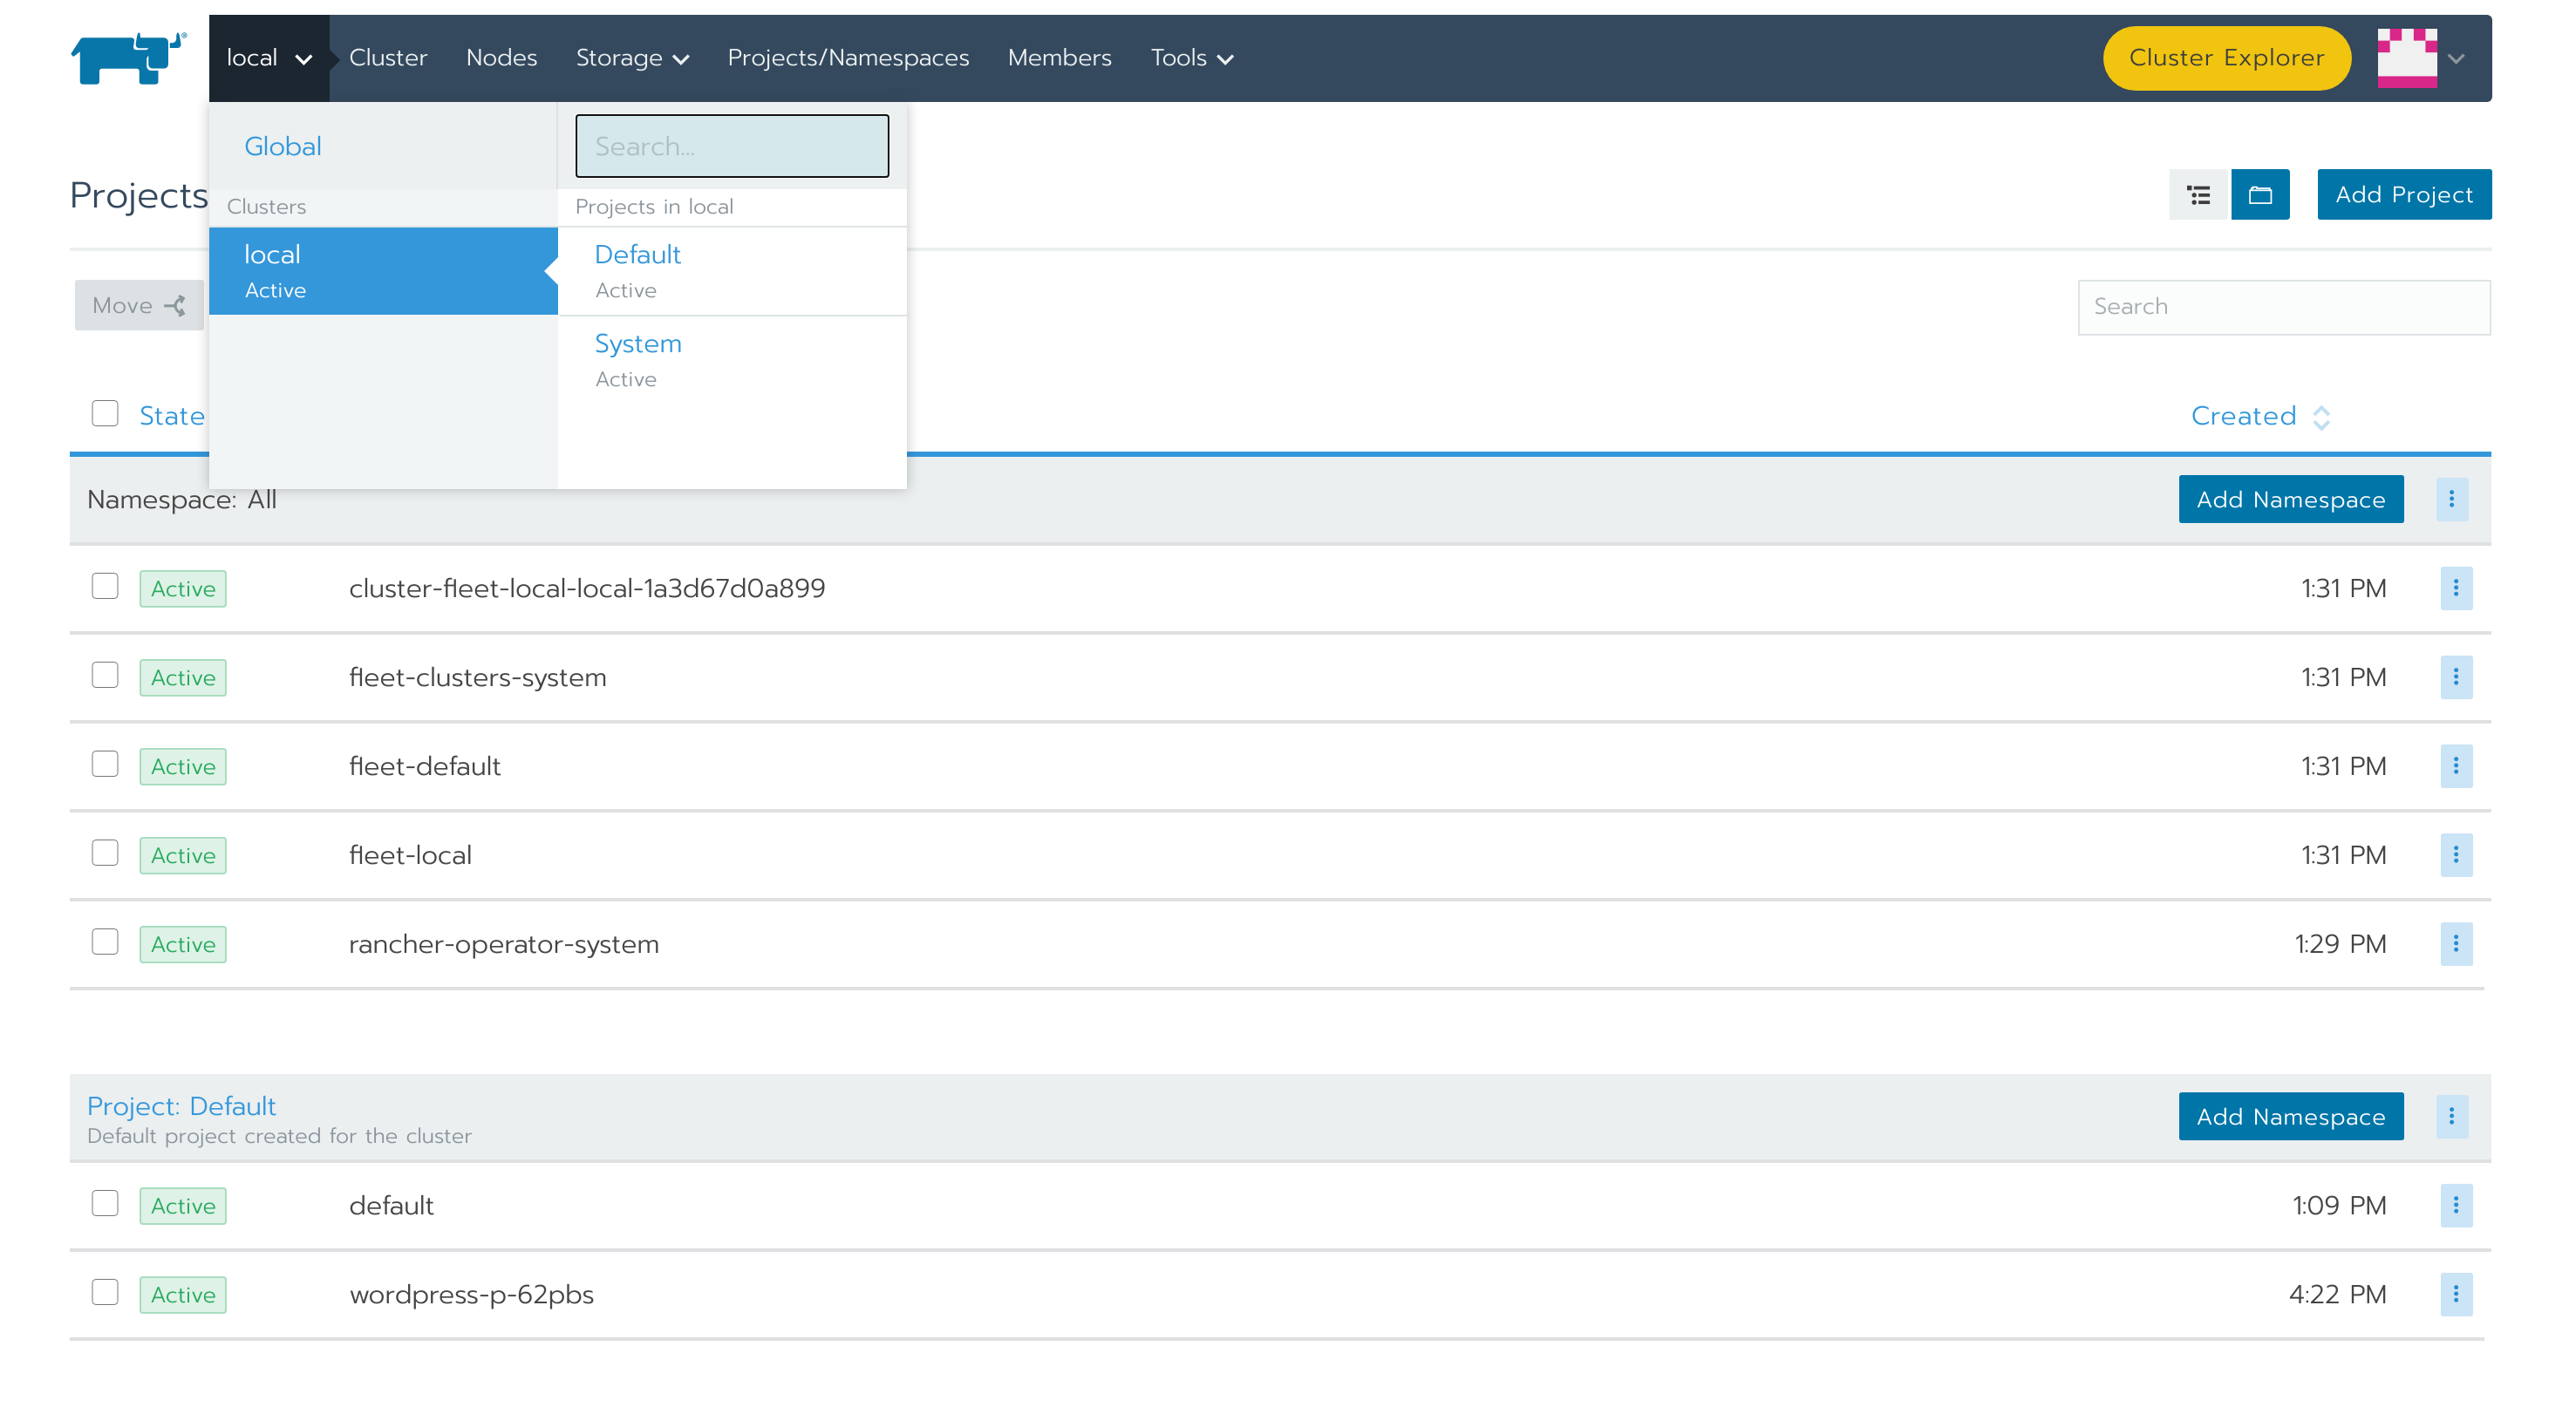 local Cluster Nodes Storage Projects/Namespaces Members Tools Cluster Explorer
Global Search...
Projects Add Project
Clusters Projects in local
local Default
Active Active
Move Search
System
Active
State Created
Namespace: All Add Namespace
Active cluster-fleet-local-local-1a3d67d0a899 1:31 PM
Active fleet-clusters-system 1:31 PM
Active fleet-default 1:31 PM
Active fleet-local 1:31 PM
Active rancher-operator-system 1:29 PM
Project: Default Add Namespace
Default project created for the cluster
Active default 1:09 PM
Active wordpress-p-62pbs 4:22 PM